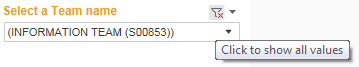 Select a Team name
(INFORMATION TEAM (S00853))
Click to show all values